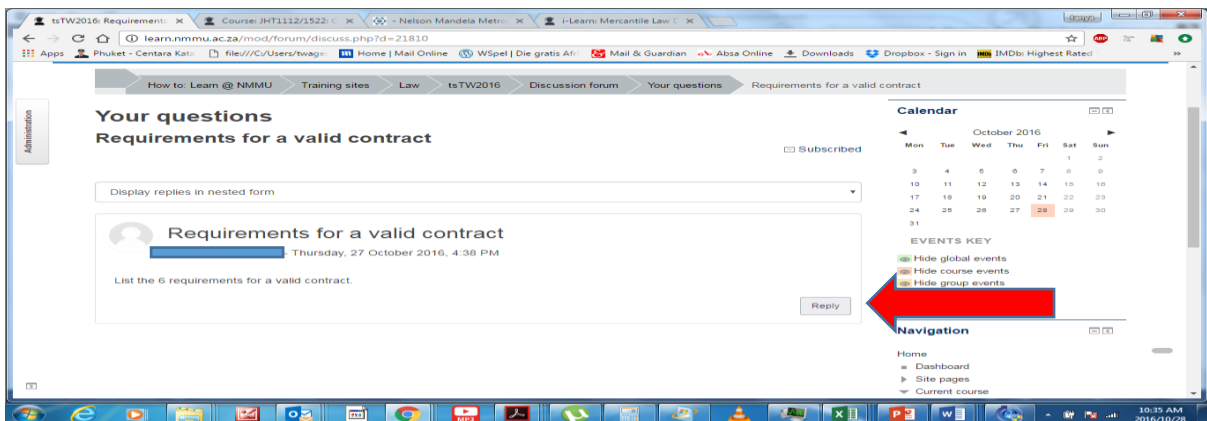 tsTW2016: Requirements
Course: JHT1112/1522: C
- Nelson Mandela Metro
i-Learn: Mercantile Law
learn.nmmu.ac.za/mod/forum/discuss.php?d=21810
Apps Phuket - Centara Kata file:///C:/Users/twage Home | Mail Online WSpel | Die gratis Afr Mail & Guardian Absa Online Downloads Dropbox - Sign in IMDb: Highest Rated
How to: Learn @ NMMU Training sites Law tsTW2016 Discussion forum Your questions Requirements for a valid contract
Administration
Your questions
Requirements for a valid contract
Subscribed
Display replies in nested form
Requirements for a valid contract
- Thursday, 27 October 2016, 4:38 PM
List the 6 requirements for a valid contract.
Reply
Calendar
October 2016
Mon Tue Wed Thu Fri Sat Sun
1 2
3 4 5 6 7 8 9
10 11 12 13 14 15 16
17 18 19 20 21 22 23
24 25 26 27 28 29 30
31
EVENTS KEY
Hide global events
Hide course events
Hide group events
Navigation
Home
Dashboard
Site pages
Current course
10:35 AM
2016/10/28